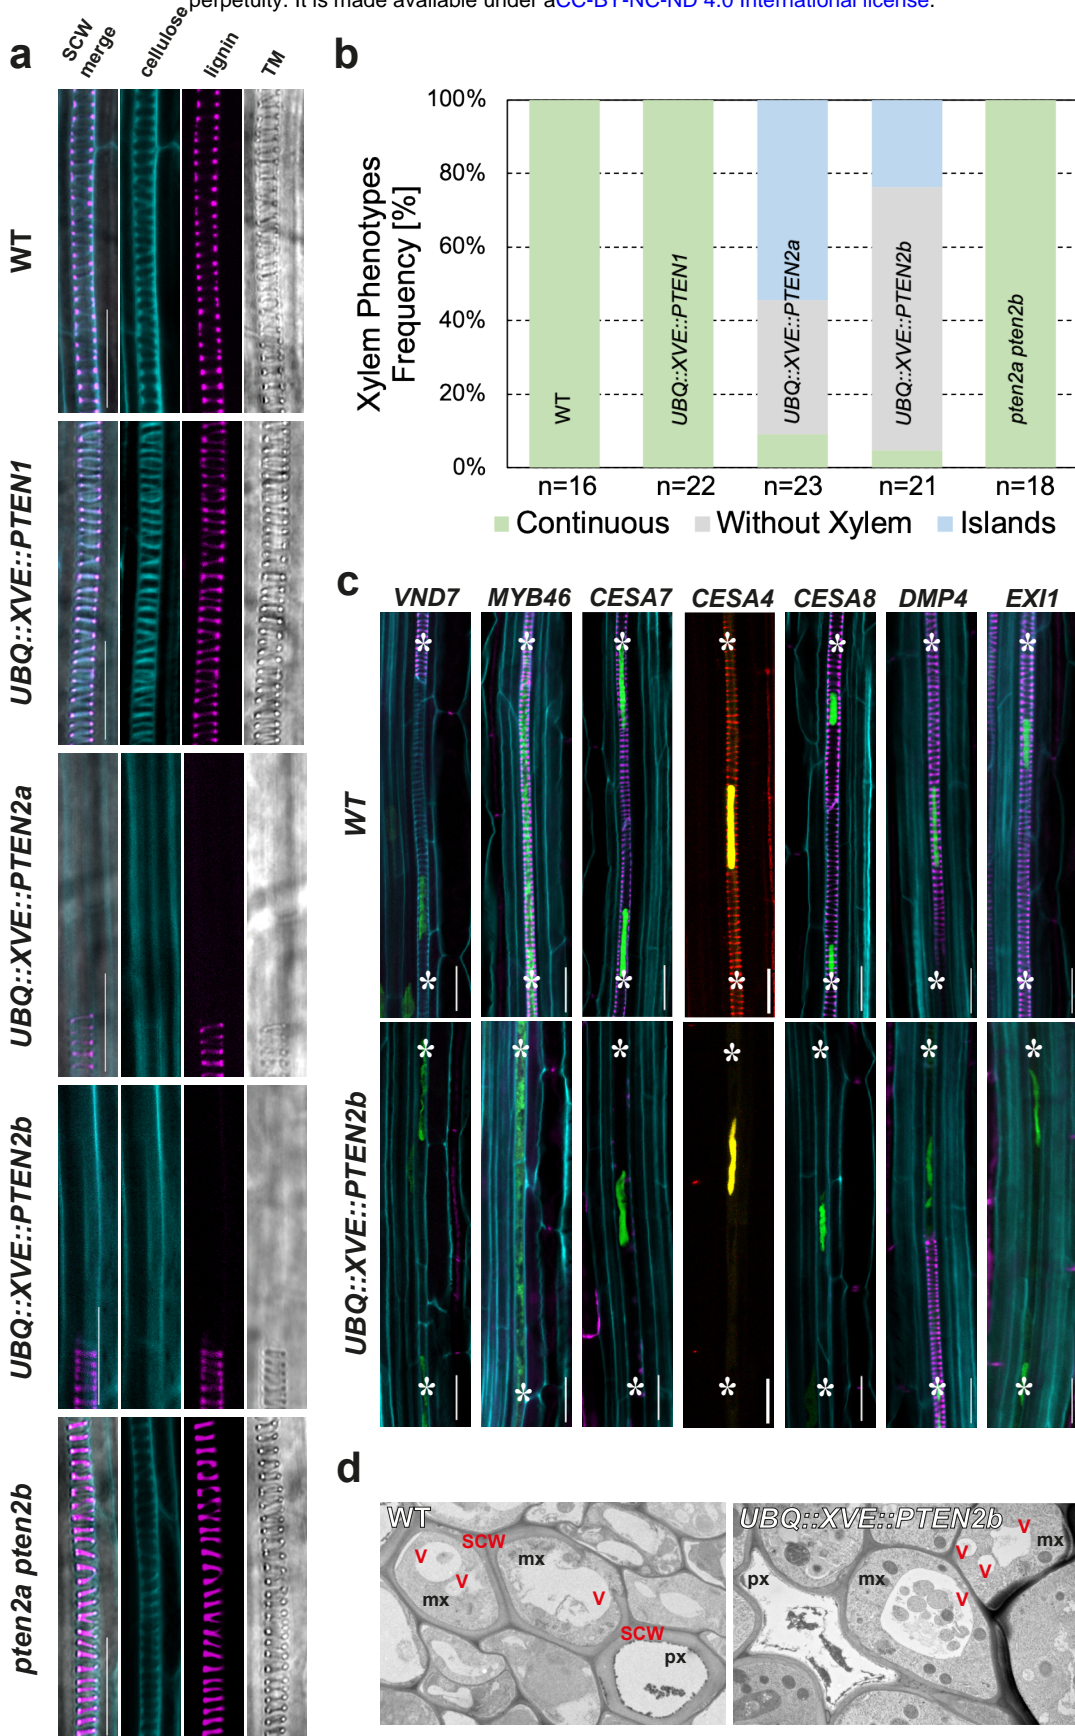 perpetuity. It is made available under aCC-BY-NC-ND 4.0 International license.
a
SCW merge
cellulose
lignin
TM
WT
UBQ::XVE::PTEN1
UBQ::XVE::PTEN2a
UBQ::XVE::PTEN2b
pten2a pten2b
b
Xylem Phenotypes
Frequency [%]
100%
80%
60%
40%
20%
0%
WT
UBQ::XVE::PTEN1
UBQ::XVE::PTEN2a
UBQ::XVE::PTEN2b
pten2a pten2b
n=16 n=22 n=23 n=21 n=18
Continuous Without Xylem Islands
c
VND7 MYB46 CESA7 CESA4 CESA8 DMP4 EXI1
WT
* * * * * * *
* * * * * * *
UBQ::XVE::PTEN2b
* * * * * * *
* * * * * * *
d
WT
SCW
V
mx
V
V
mx
SCW
px
UBQ::XVE::PTEN2b
V
mx
V
V
px
mx
V